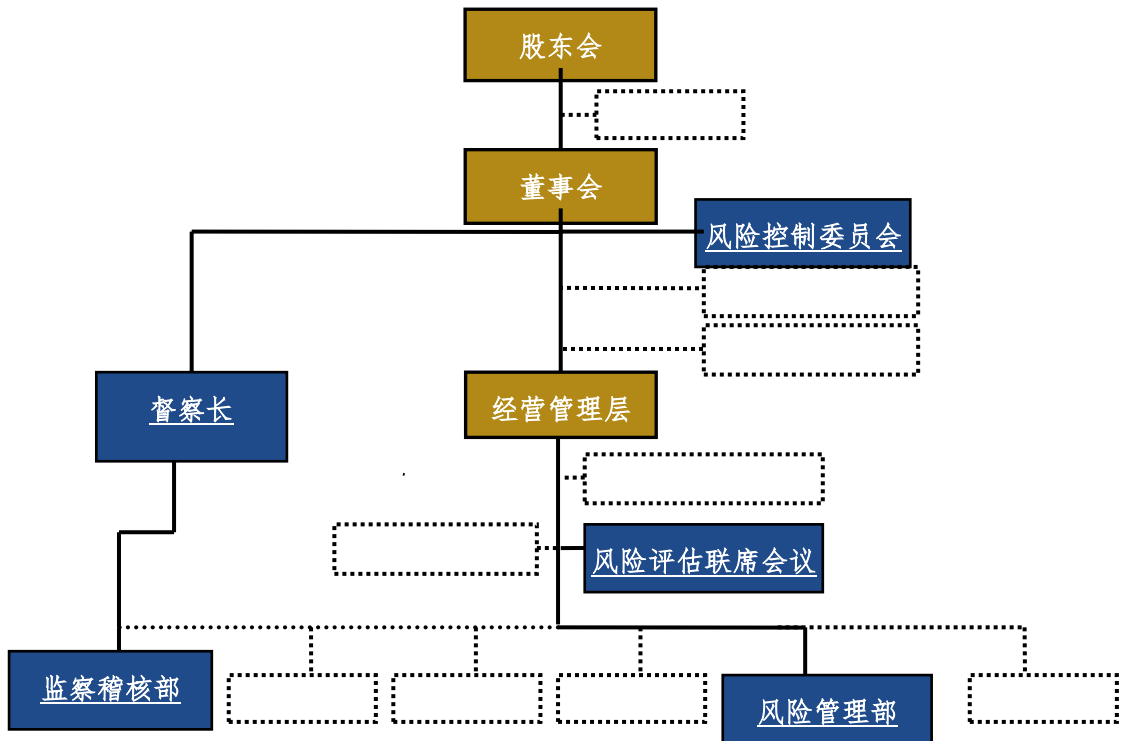 股东会
董事会
风险控制委员会
督察长
经营管理层
风险评估联席会议
监察稽核部
风险管理部